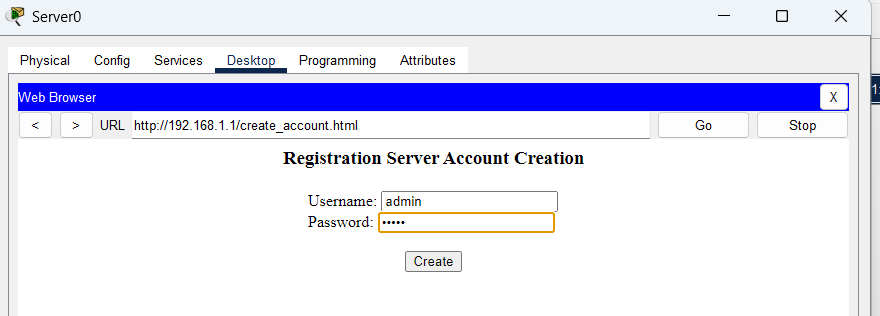 Server0
Physical Config Services Desktop Programming Attributes
Web Browser X
< > URL http://192.168.1.1/create_account.html Go Stop
Registration Server Account Creation
Username: admin
Password: •••••
Create